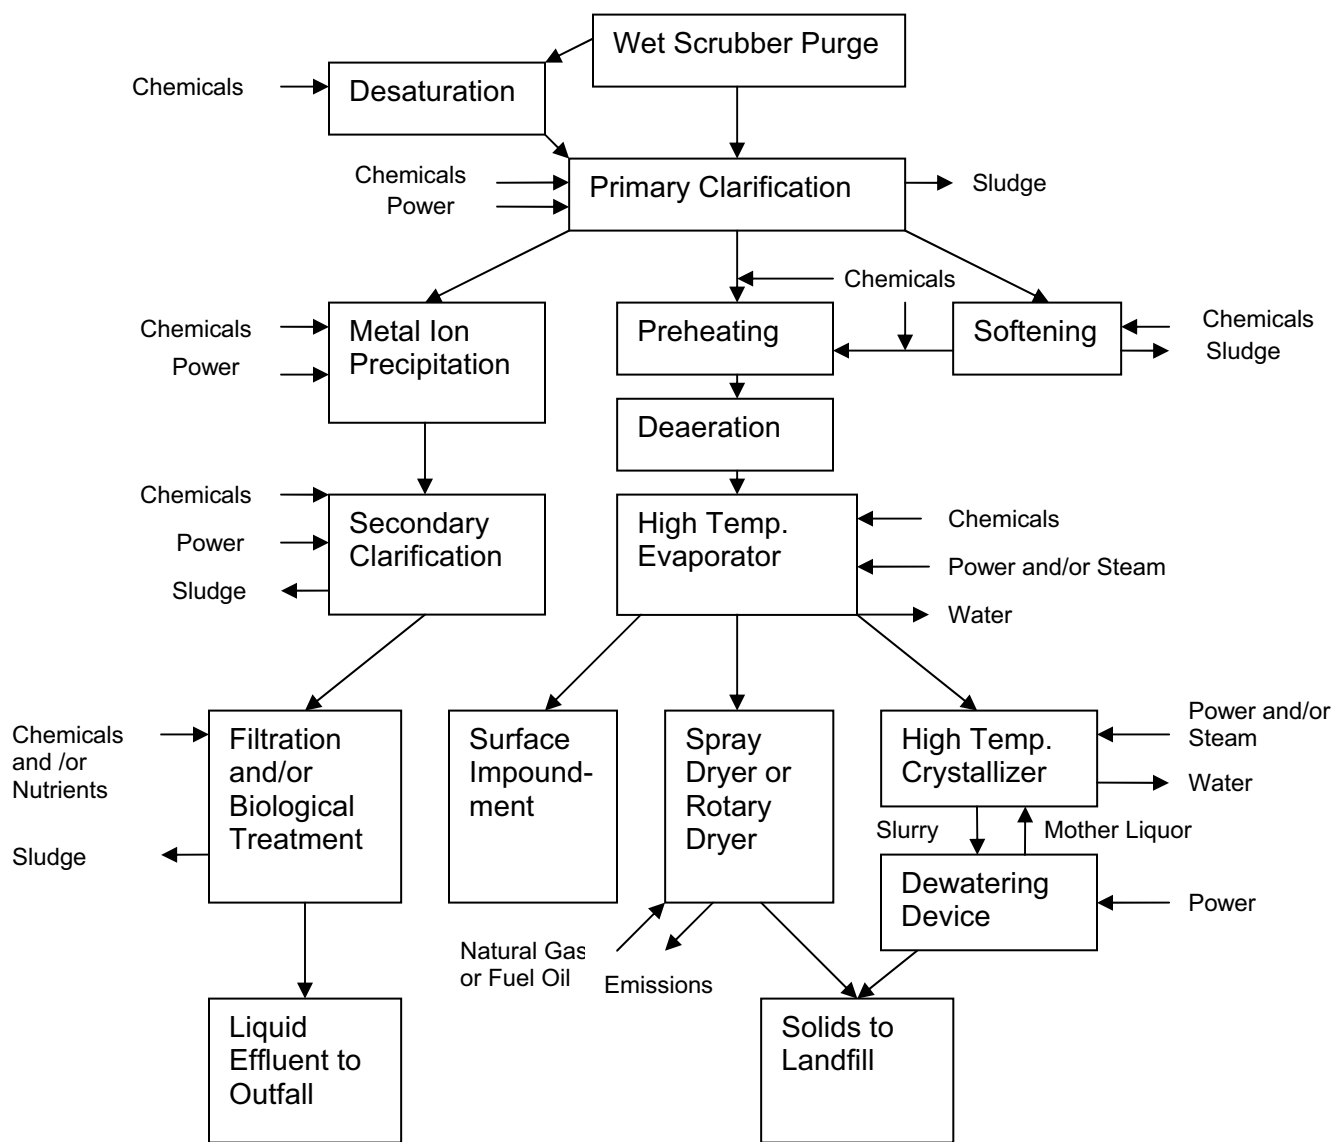 Wet Scrubber Purge
Chemicals
Desaturation
Chemicals
Power
Primary Clarification
Sludge
Chemicals
Chemicals
Power
Metal Ion
Precipitation
Preheating
Softening
Chemicals
Sludge
Deaeration
Chemicals
Power
Sludge
Secondary
Clarification
High Temp.
Evaporator
Chemicals
Power and/or Steam
Water
Chemicals
and /or
Nutrients
Sludge
Filtration
and/or
Biological
Treatment
Surface
Impound-
ment
Spray
Dryer or
Rotary
Dryer
High Temp.
Crystallizer
Power and/or
Steam
Water
Slurry
Mother Liquor
Dewatering
Device
Power
Natural Gas
or Fuel Oil
Emissions
Liquid
Effluent to
Outfall
Solids to
Landfill